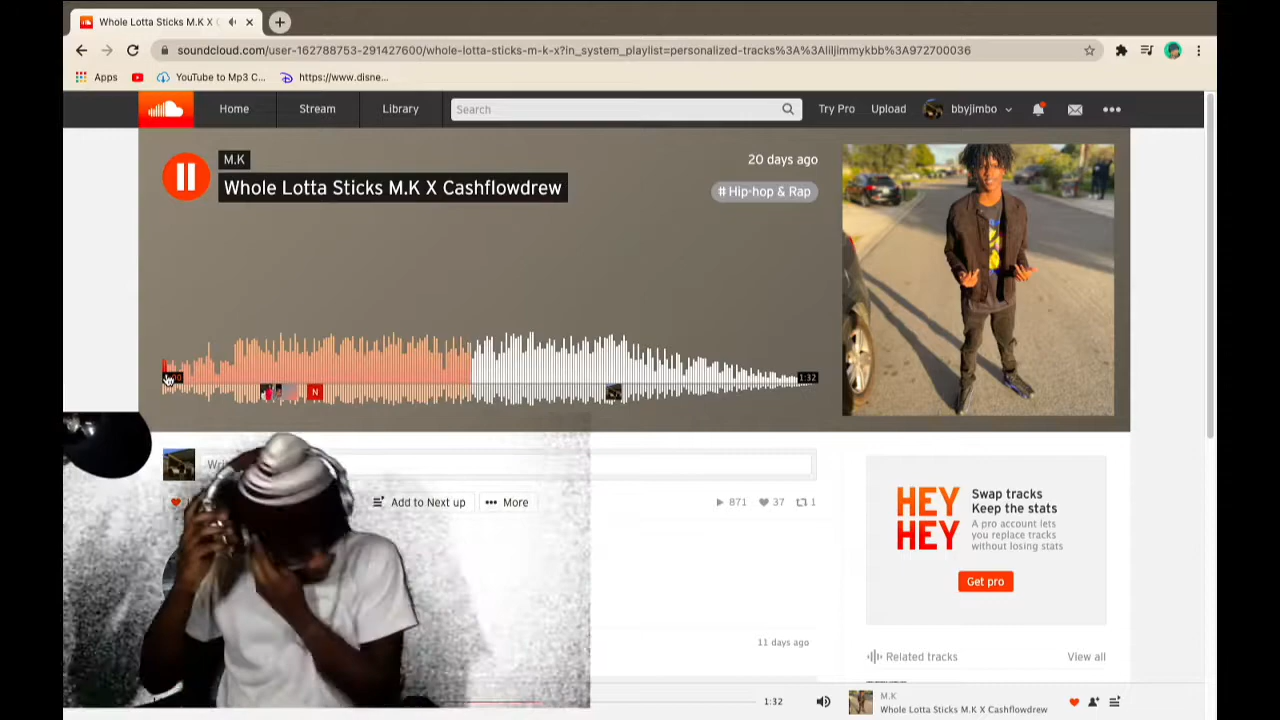 Whole Lotta Sticks M.K X
soundcloud.com/user-162788753-291427600/whole-lotta-sticks-m-k-x?in_system_playlist=personalized-tracks%3A%3Aliljimmykbb%3A972700036
Apps YouTube to Mp3 C... https://www.disne...
Home Stream Library Search Try Pro Upload bbyjimbo
M.K
20 days ago
Whole Lotta Sticks M.K X Cashflowdrew
# Hip-hop & Rap
1:32
N
Add to Next up More 871 37 1
HEY HEY
Swap tracks
Keep the stats
A pro account lets
you replace tracks
without losing stats
Get pro
11 days ago
Related tracks View all
1:32
M.K
Whole Lotta Sticks M.K X Cashflowdrew